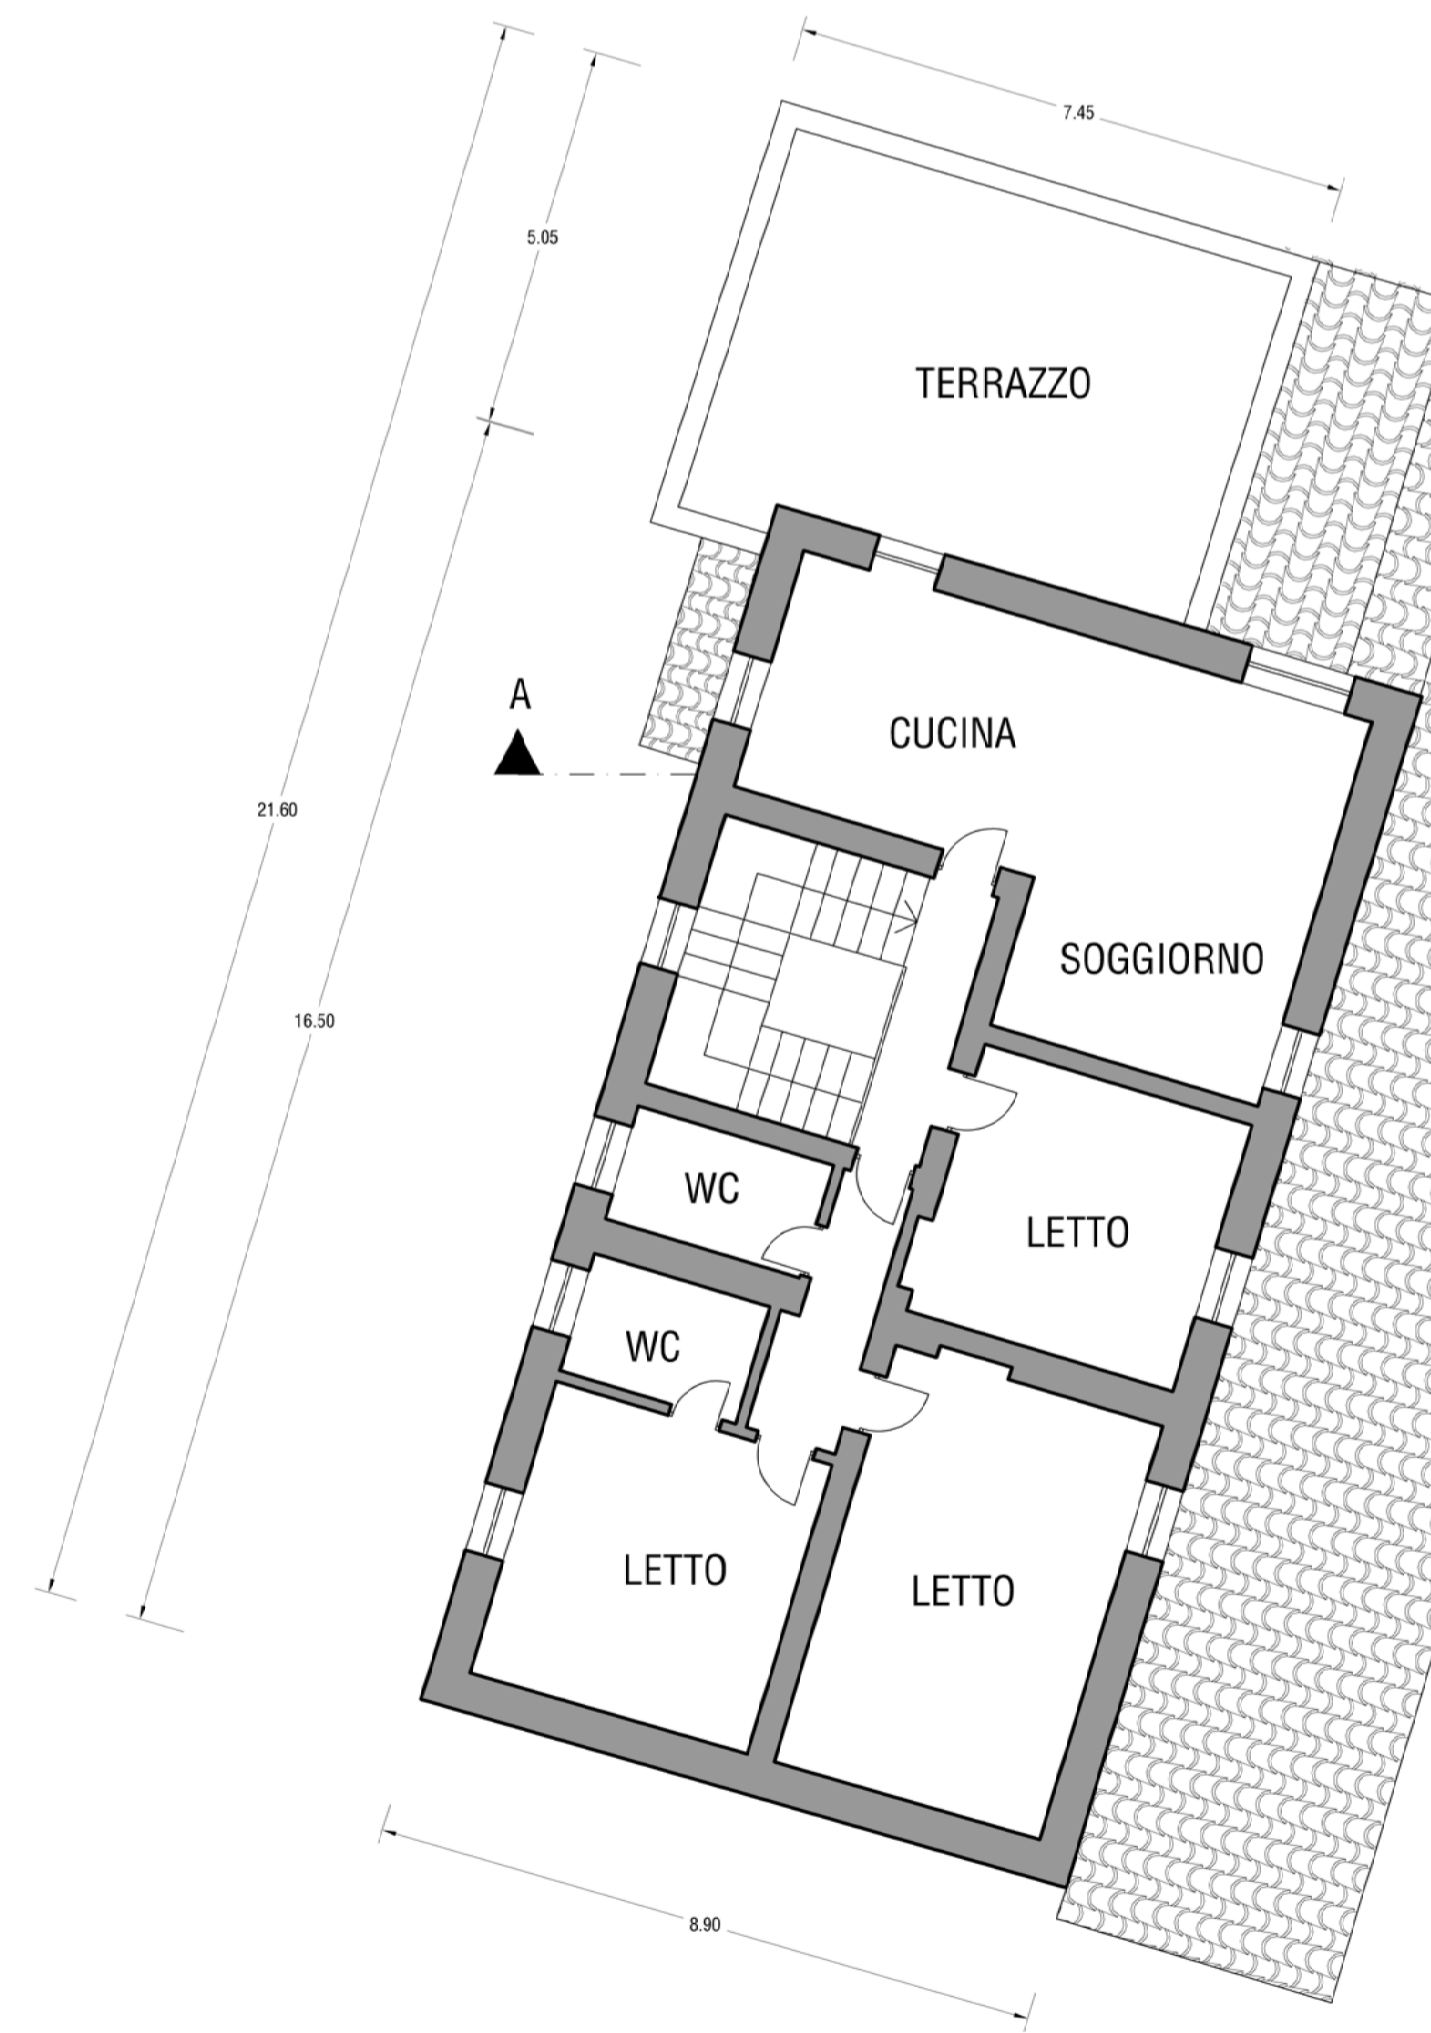 7.45
5.05
TERRAZZO
A
CUCINA
21.60
SOGGIORNO
16.50
WC
LETTO
WC
LETTO
LETTO
8.90